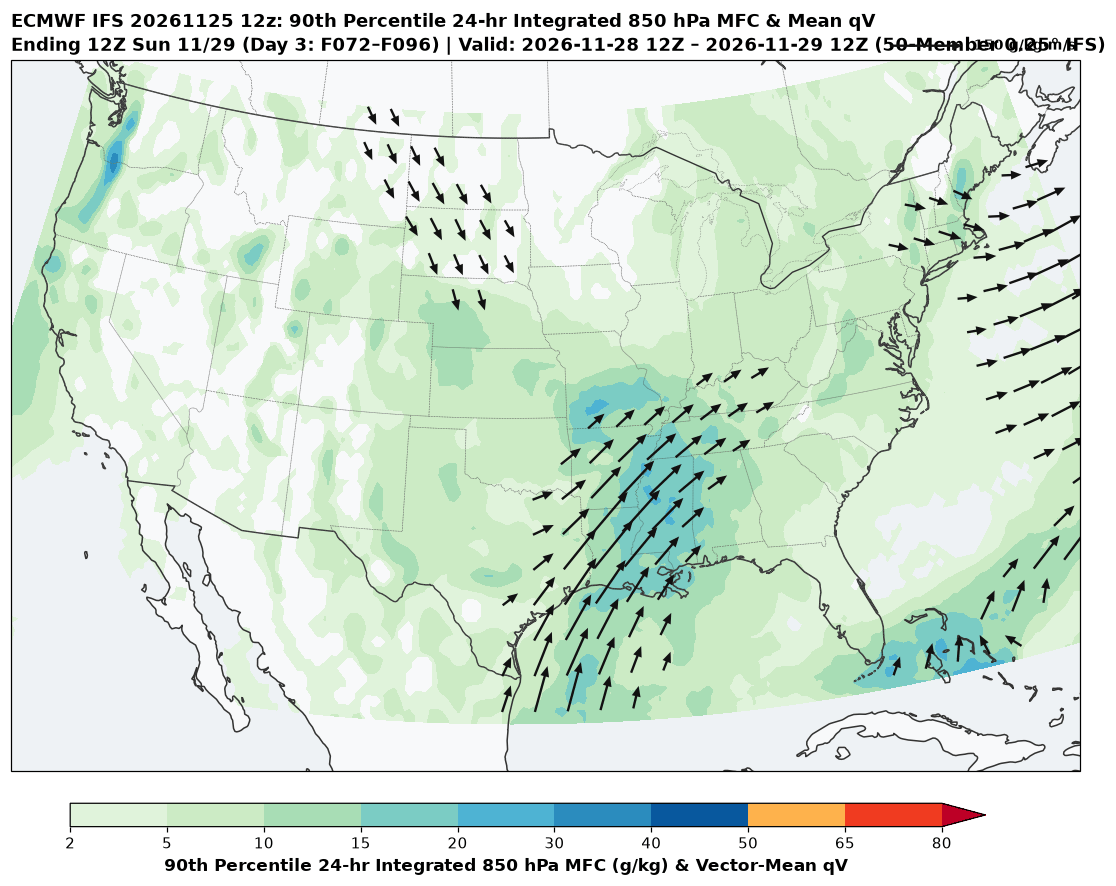 ECMWF IFS 20261125 12z: 90th Percentile 24-hr Integrated 850 hPa MFC & Mean qV
Ending 12Z Sun 11/29 (Day 3: F072–F096) | Valid: 2026-11-28 12Z – 2026-11-29 12Z (50-Member 0.25° IFS)
150 g/kg·m/s
2 5 10 15 20 30 40 50 65 80
90th Percentile 24-hr Integrated 850 hPa MFC (g/kg) & Vector-Mean qV